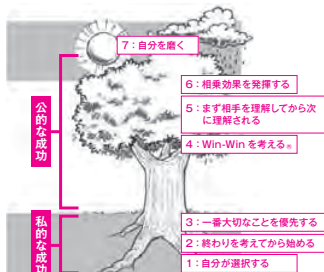 7：自分を磨く
6：相乗効果を発揮する
5：まず相手を理解してから次
に理解される
4：Win-Win を考える®
公的な成功
3：一番大切なことを優先する
2：終わりを考えてから始める
1：自分が選択する
私的な成功